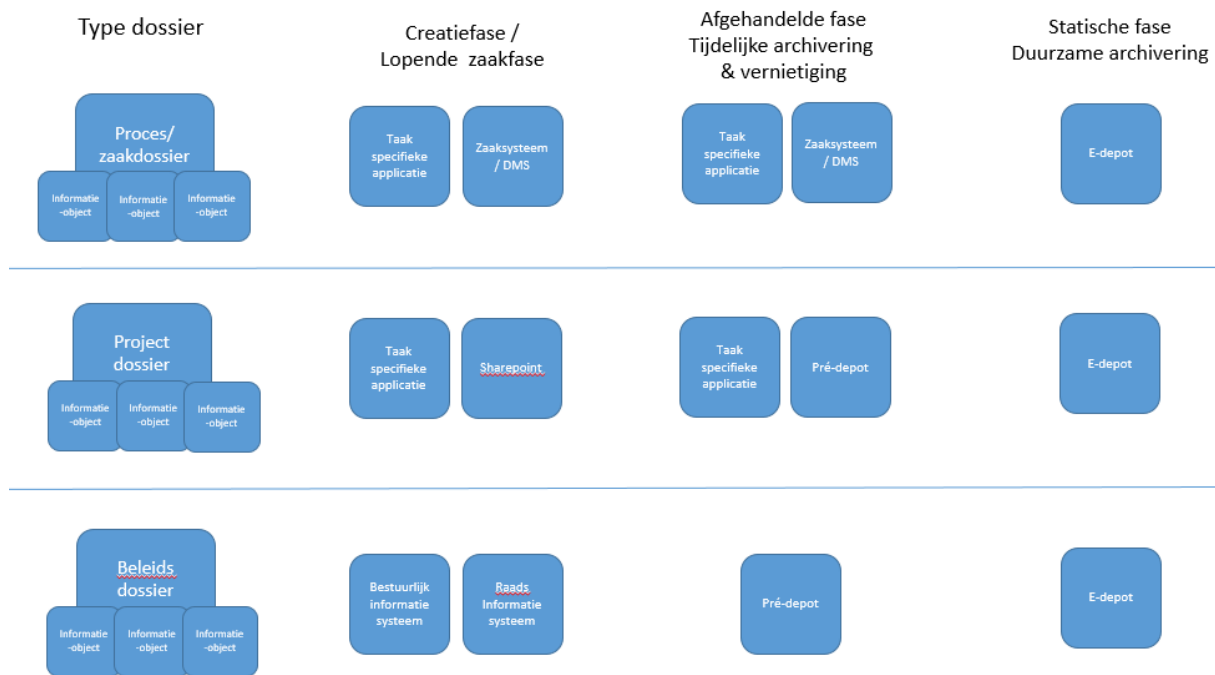 Type dossier
Creatiefase /
Lopende zaakfase
Afgehandelde fase
Tijdelijke archivering
& vernietiging
Statische fase
Duurzame archivering
Proces/
zaakdossier
Informatie
-object
Informatie
-object
Informatie
-object
Taak
specifieke
applicatie
Zaaksysteem
/ DMS
Taak
specifieke
applicatie
Zaaksysteem
/ DMS
E-depot
Project
dossier
Informatie
-object
Informatie
-object
Informatie
-object
Taak
specifieke
applicatie
Sharepoint
Taak
specifieke
applicatie
Pré-depot
E-depot
Beleids
dossier
Informatie
-object
Informatie
-object
Informatie
-object
Bestuurlijk
informatie
systeem
Raads
Informatie
systeem
Pré-depot
E-depot